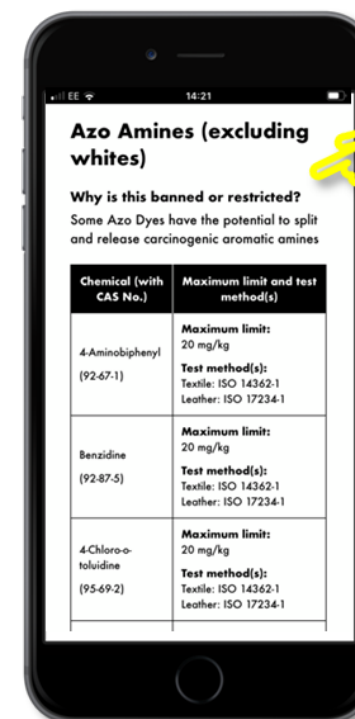 EE 14:21
Azo Amines (excluding
whites)
Why is this banned or restricted?
Some Azo Dyes have the potential to split
and release carcinogenic aromatic amines
Chemical (with
CAS No.)
Maximum limit and test
method(s)
4-Aminobiphenyl
(92-67-1)
Maximum limit:
20 mg/kg
Test method(s):
Textile: ISO 14362-1
Leather: ISO 17234-1
Benzidine
(92-87-5)
Maximum limit:
20 mg/kg
Test method(s):
Textile: ISO 14362-1
Leather: ISO 17234-1
4-Chloro-o-
toluidine
(95-69-2)
Maximum limit:
20 mg/kg
Test method(s):
Textile: ISO 14362-1
Leather: ISO 17234-1